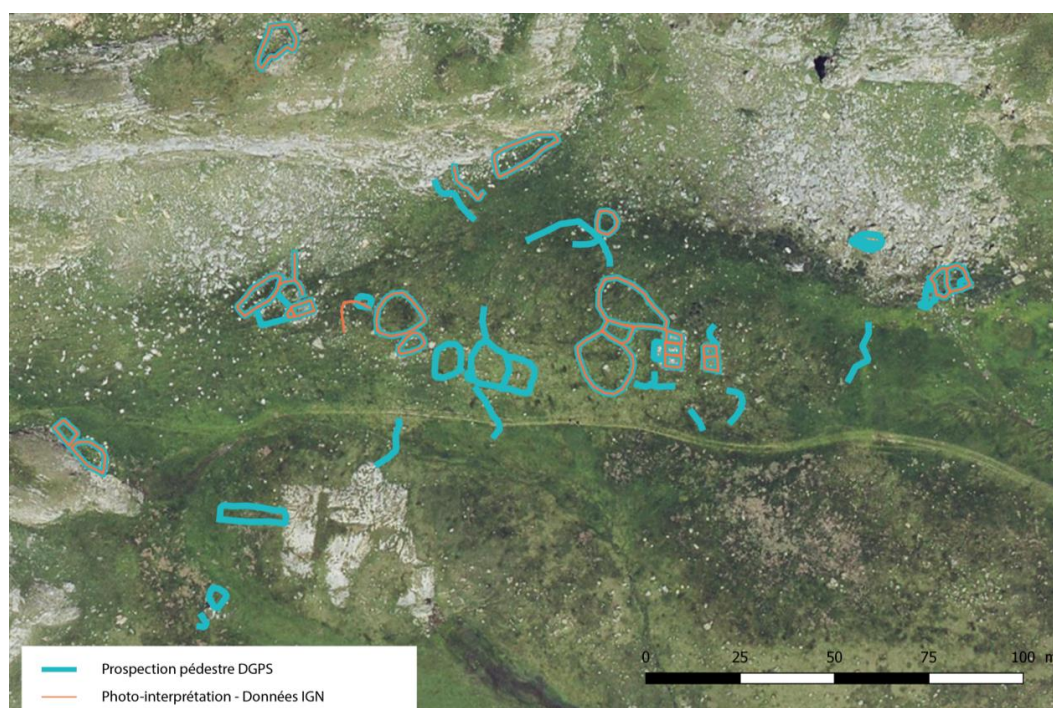 Prospection pédestre DGPS
Photo-interprétation - Données IGN
0 25 50 75 100 m